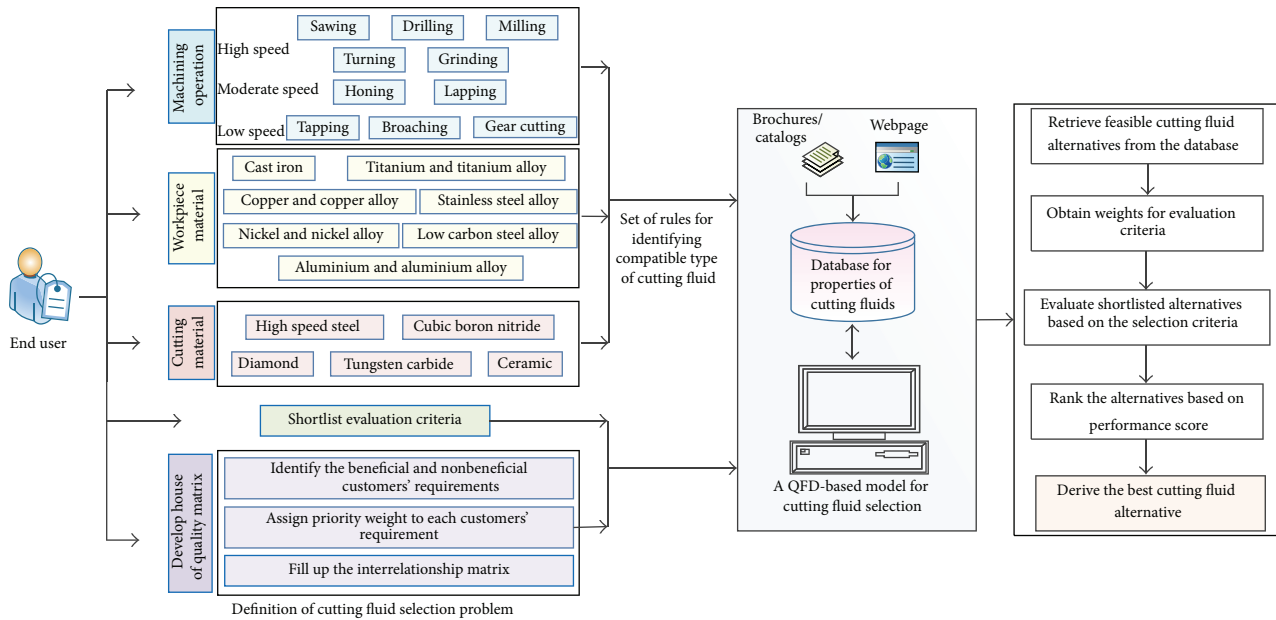 End user
Machining
operation
High speed
Sawing
Drilling
Milling
Turning
Grinding
Moderate speed
Honing
Lapping
Low speed
Tapping
Broaching
Gear cutting
Workpiece
material
Cast iron
Titanium and titanium alloy
Copper and copper alloy
Stainless steel alloy
Nickel and nickel alloy
Low carbon steel alloy
Aluminium and aluminium alloy
Cutting
material
High speed steel
Cubic boron nitride
Diamond
Tungsten carbide
Ceramic
Shortlist evaluation criteria
Develop house
of quality matrix
Identify the beneficial and nonbeneficial
customers’ requirements
Assign priority weight to each customers’
requirement
Fill up the interrelationship matrix
Definition of cutting fluid selection problem
Set of rules for
identifying
compatible type
of cutting fluid
Brochures/
catalogs
Webpage
Database for
properties of
cutting fluids
A QFD-based model for
cutting fluid selection
Retrieve feasible cutting fluid
alternatives from the database
Obtain weights for evaluation
criteria
Evaluate shortlisted alternatives
based on the selection criteria
Rank the alternatives based on
performance score
Derive the best cutting fluid
alternative